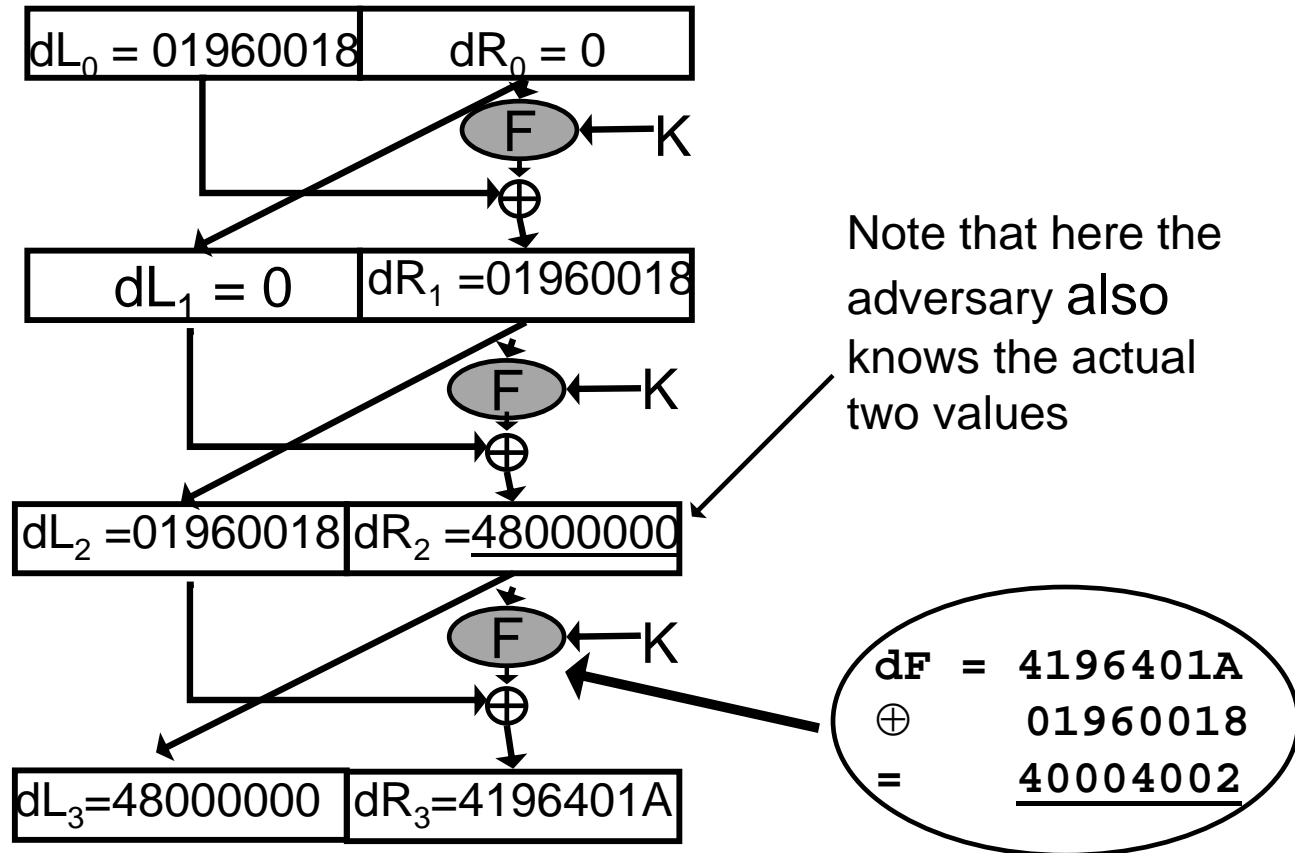 dL₀ = 01960018 dR₀ = 0
F K
⊕
dL₁ = 0 dR₁ =01960018
F K
⊕
dL₂ =01960018 dR₂ =48000000
F K
⊕
dL₃=48000000 dR₃=4196401A
Note that here the
adversary also
knows the actual
two values
dF = 4196401A
⊕ 01960018
= 40004002